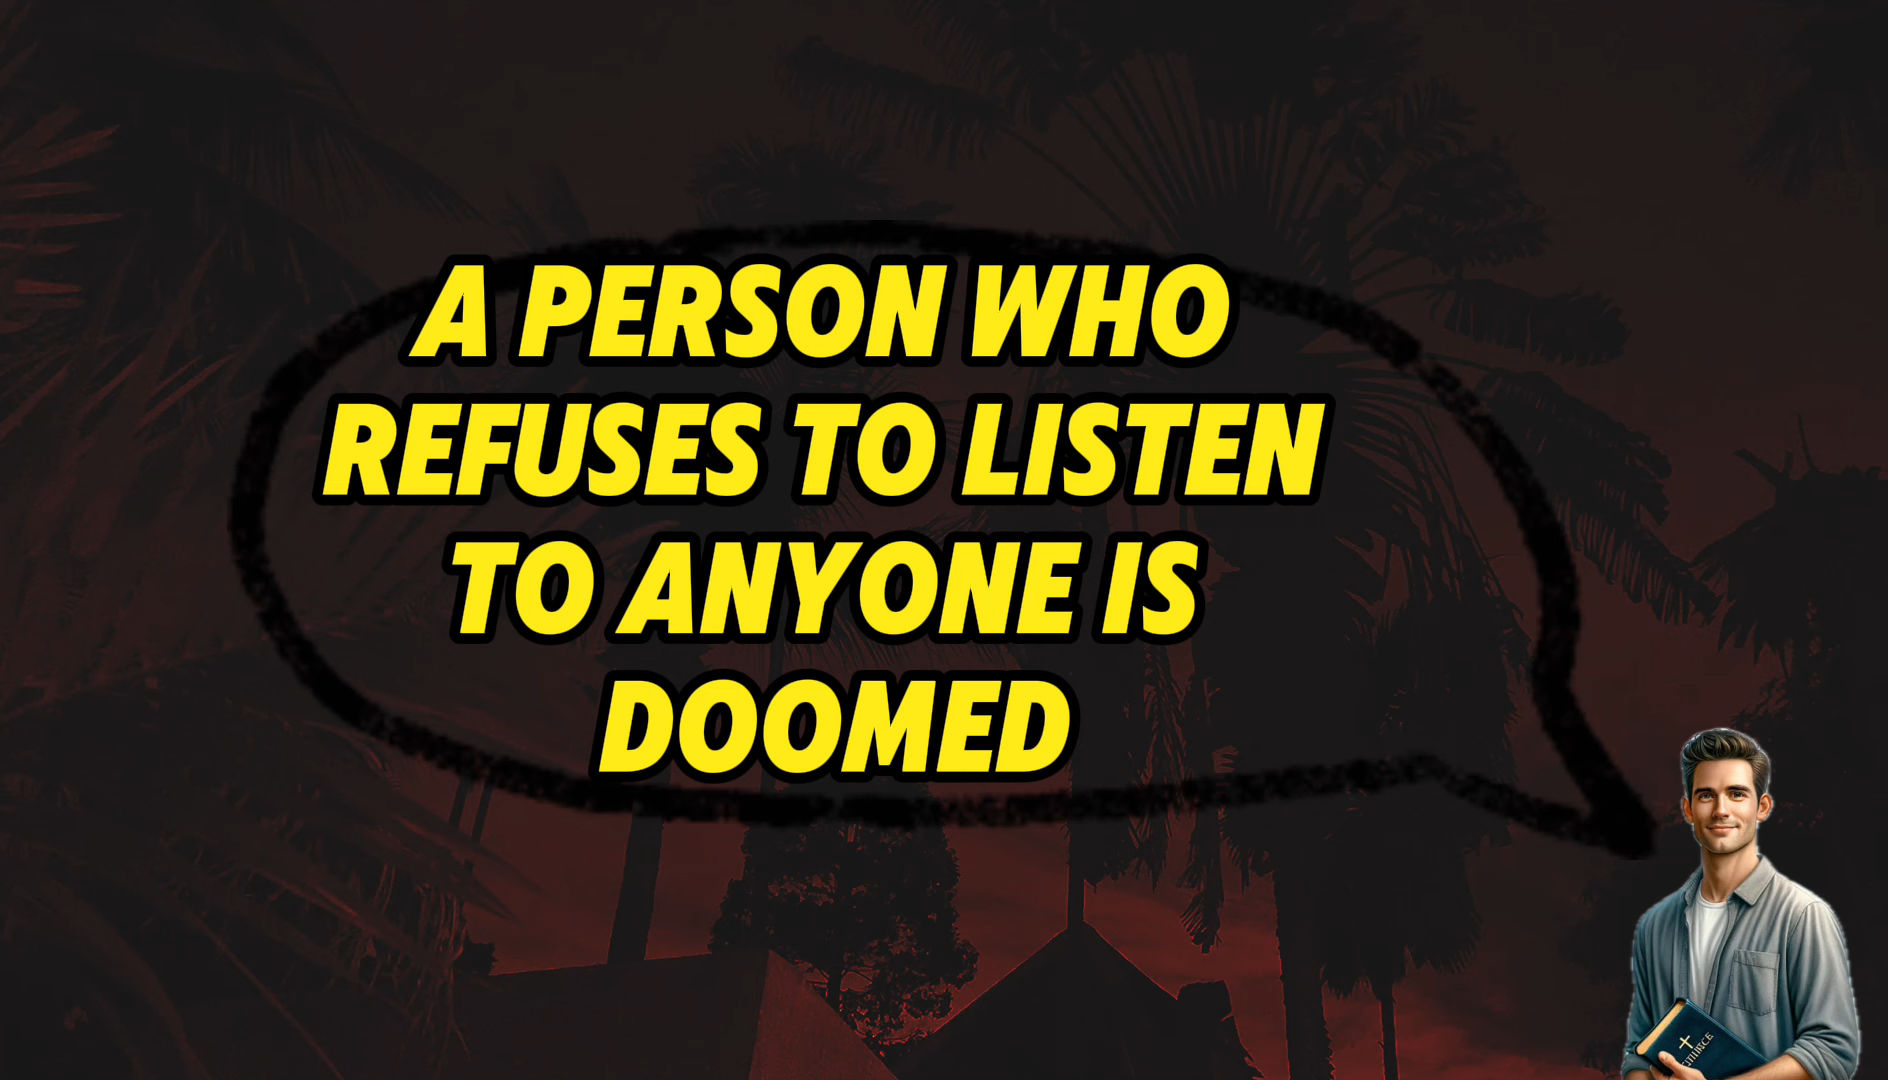 A PERSON WHO
REFUSES TO LISTEN
TO ANYONE IS
DOOMED